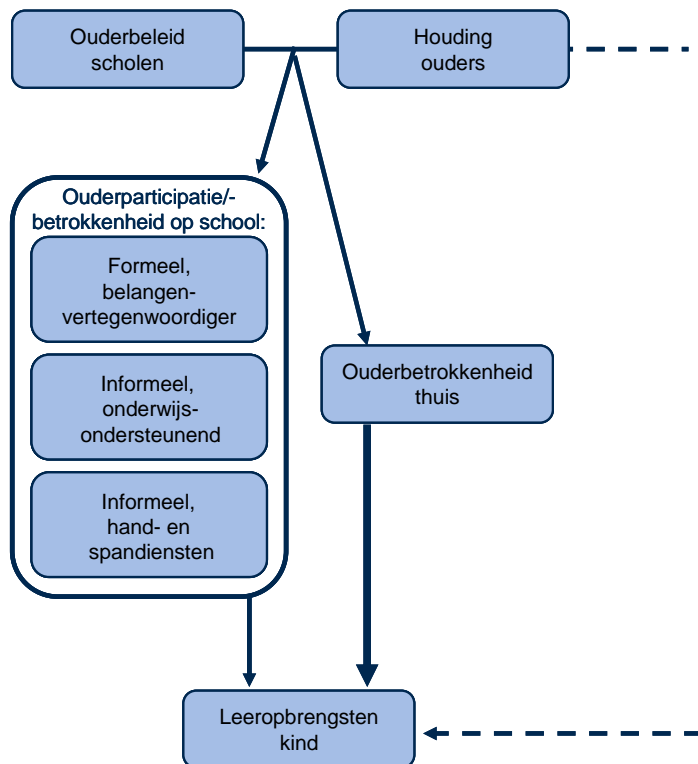 Ouderbeleid
scholen
Houding
ouders
Ouderparticipatie/-
betrokkenheid op school:
Formeel,
belangen-
vertegenwoordiger
Informeel,
onderwijs-
ondersteunend
Informeel,
hand- en
spandiensten
Ouderbetrokkenheid
thuis
Leeropbrengsten
kind